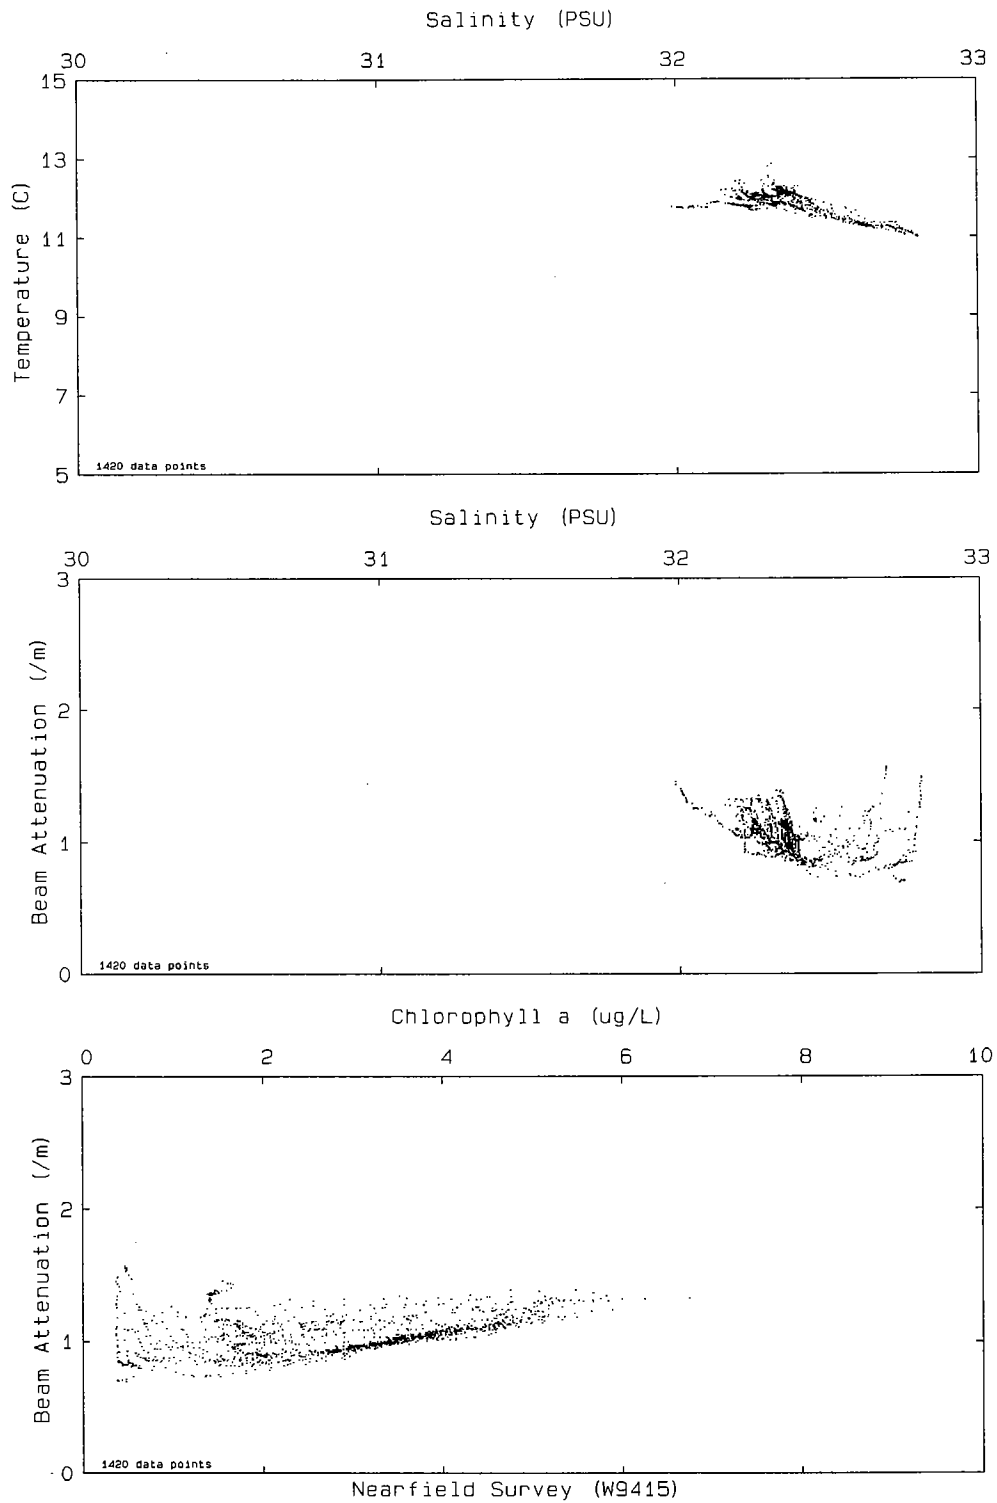 Salinity (PSU)
30 31 32 33
15
13
11
9
7
5
Temperature (C)
1420 data points
Salinity (PSU)
30 31 32 33
3
2
1
0
Beam Attenuation (/m)
1420 data points
Chlorophyll a (ug/L)
0 2 4 6 8 10
3
2
1
0
Beam Attenuation (/m)
1420 data points
Nearfield Survey (W9415)